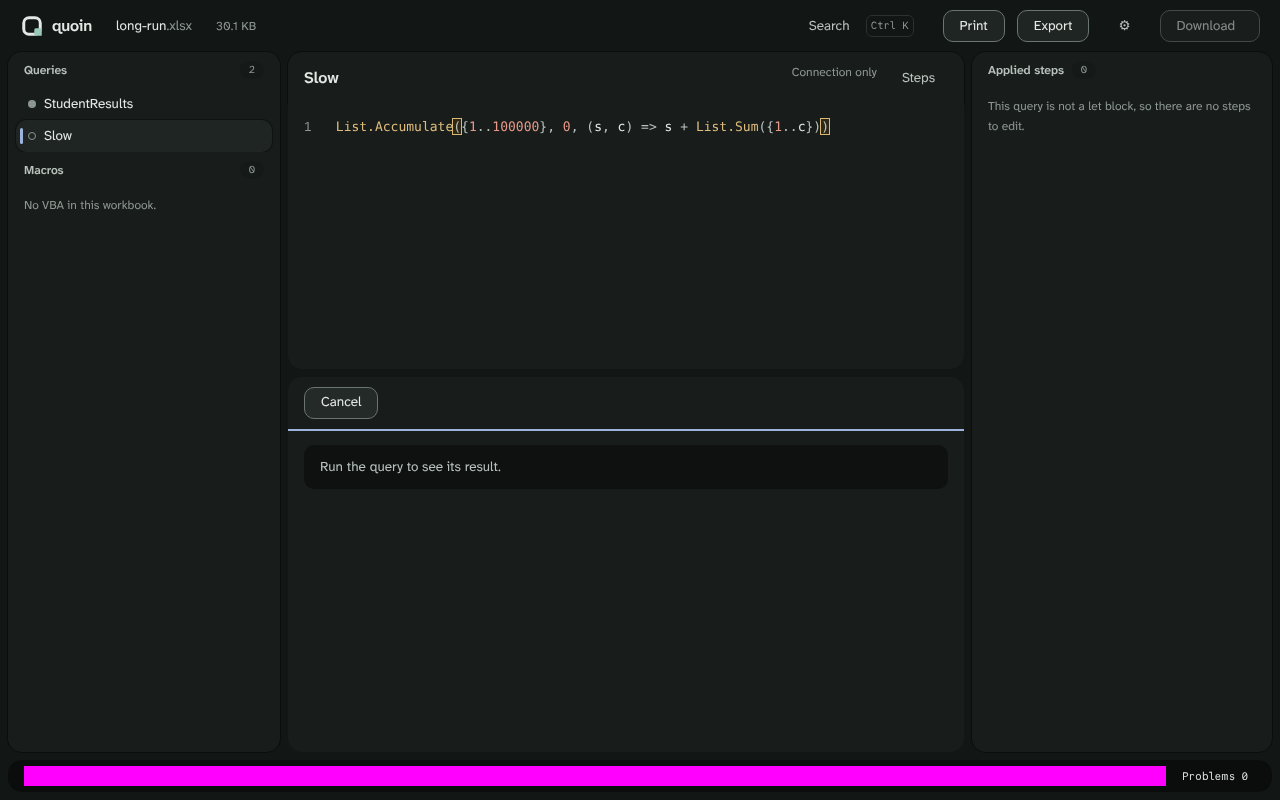 quoin
long-run.xlsx
30.1 KB
Search
Ctrl K
Print
Export
Download
Queries
2
StudentResults
Slow
Macros
0
No VBA in this workbook.
Slow
Connection only
Steps
1 List.Accumulate({1..100000}, 0, (s, c) => s + List.Sum({1..c}))
Cancel
Run the query to see its result.
Applied steps
0
This query is not a let block, so there are no steps
to edit.
Problems 0